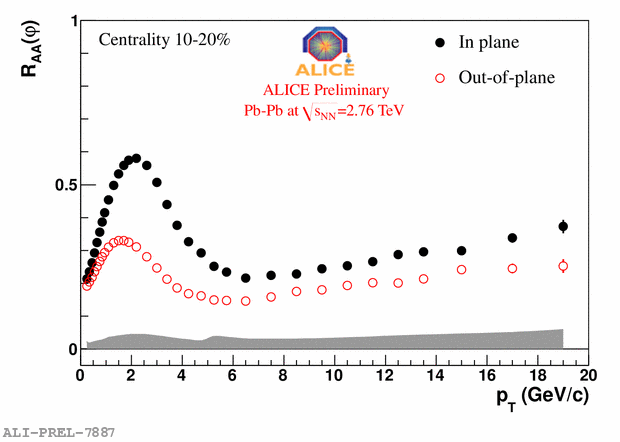 Centrality 10-20%
ALICE
ALICE Preliminary
Pb-Pb at √sNN=2.76 TeV
In plane
Out-of-plane
RAA(φ)
1
0.5
0
0 2 4 6 8 10 12 14 16 18 20
pT (GeV/c)
ALI-PREL-7887